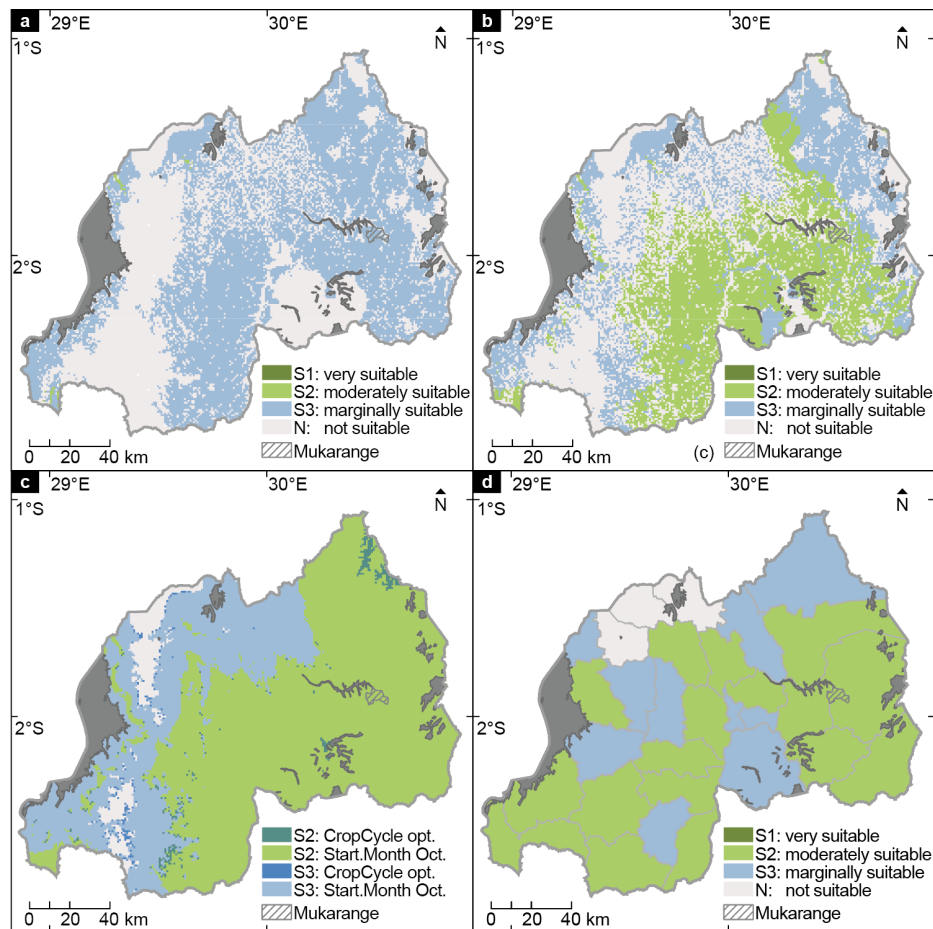 a
29°E
30°E
N
1°S
2°S
S1: very suitable
S2: moderately suitable
S3: marginally suitable
N: not suitable
Mukarange
0 20 40 km
b
29°E
30°E
N
1°S
2°S
S1: very suitable
S2: moderately suitable
S3: marginally suitable
N: not suitable
Mukarange
0 20 40 km
(c)
c
29°E
30°E
N
1°S
2°S
S2: CropCycle opt.
S2: Start.Month Oct.
S3: CropCycle opt.
S3: Start.Month Oct.
Mukarange
0 20 40 km
d
29°E
30°E
N
1°S
2°S
S1: very suitable
S2: moderately suitable
S3: marginally suitable
N: not suitable
Mukarange
0 20 40 km